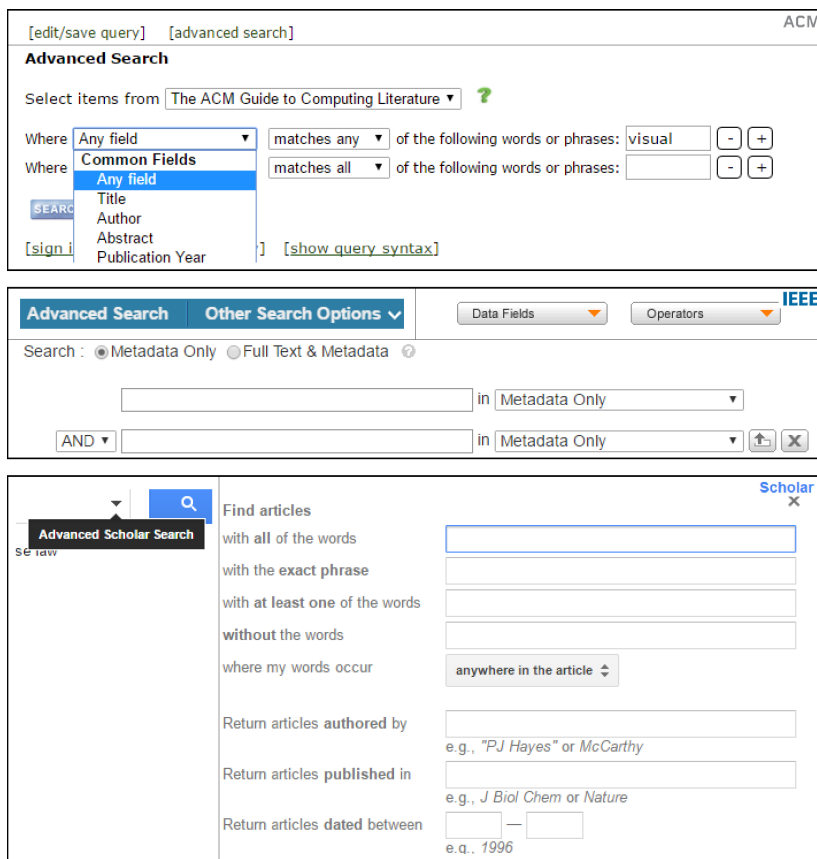 ACM
[edit/save query] [advanced search]
Advanced Search
Select items from The ACM Guide to Computing Literature ?
Where Any field matches any of the following words or phrases: visual - +
Where matches all of the following words or phrases: - +
Common Fields
Any field
Title
Author
Abstract
Publication Year
SEARC
[sign i ] [show query syntax]
IEEE
Advanced Search Other Search Options Data Fields Operators
Search : Metadata Only Full Text & Metadata ?
in Metadata Only
AND in Metadata Only X
Scholar
×
Advanced Scholar Search
se law
Find articles
with all of the words
with the exact phrase
with at least one of the words
without the words
where my words occur anywhere in the article
Return articles authored by
e.g., "PJ Hayes" or McCarthy
Return articles published in
e.g., J Biol Chem or Nature
Return articles dated between —
e.g., 1996